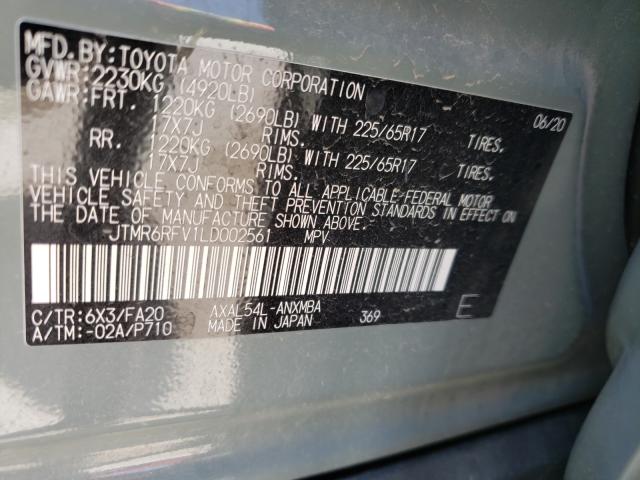 MFD. BY: TOYOTA MOTOR CORPORATION 06/20
GVWR: 2230KG (4920LB)
GAWR: FRT. 1220KG (2690LB) WITH 225/65R17 TIRES.
17X7J RIMS.
RR. 1220KG (2690LB) WITH 225/65R17 TIRES.
17X7J RIMS.
THIS VEHICLE CONFORMS TO ALL APPLICABLE FEDERAL MOTOR
VEHICLE SAFETY AND THEFT PREVENTION STANDARDS IN EFFECT ON
THE DATE OF MANUFACTURE SHOWN ABOVE.
JTMR6RFV1LD002561 MPV
C/TR: 6X3/FA20 AXAL54L-ANXMBA
A/TM:-02A/P710 MADE IN JAPAN 369 E